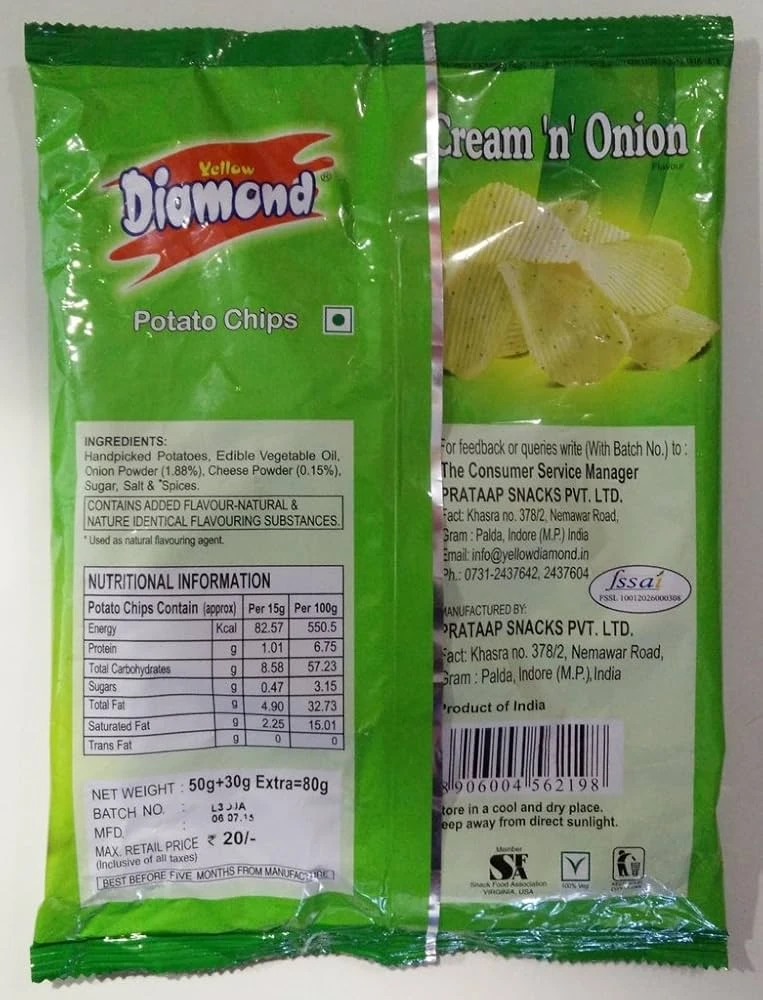 Yellow
Diamond®
Potato Chips
INGREDIENTS:
Handpicked Potatoes, Edible Vegetable Oil,
Onion Powder (1.88%), Cheese Powder (0.15%),
Sugar, Salt & *Spices.
CONTAINS ADDED FLAVOUR-NATURAL &
NATURE IDENTICAL FLAVOURING SUBSTANCES.
* Used as natural flavouring agent.
NUTRITIONAL INFORMATION
Potato Chips Contain (approx) Per 15g Per 100g
Energy Kcal 82.57 550.5
Protein g 1.01 6.75
Total Carbohydrates g 8.58 57.23
Sugars g 0.47 3.15
Total Fat g 4.90 32.73
Saturated Fat g 2.25 15.01
Trans Fat g 0 0
NET WEIGHT : 50g+30g Extra=80g
BATCH NO. :
MFD. : 06 07.15
MAX. RETAIL PRICE ₹ 20/-
(Inclusive of all taxes)
BEST BEFORE FIVE MONTHS FROM MANUFACTURE
Cream 'n' Onion
Flavour
For feedback or queries write (With Batch No.) to :
The Consumer Service Manager
PRATAAP SNACKS PVT. LTD.
Fact: Khasra no. 378/2, Nemawar Road,
Gram : Palda, Indore (M.P.) India
Email: info@yellowdiamond.in
Ph.: 0731-2437642, 2437604
fssai
FSSL 10012026000388
MANUFACTURED BY:
PRATAAP SNACKS PVT. LTD.
Fact: Khasra no. 378/2, Nemawar Road,
Gram : Palda, Indore (M.P.), India
Product of India
8 906004 562198
tore in a cool and dry place.
eep away from direct sunlight.
Member
SFA
Snack Food Association
VIRGINIA, USA
100% Veg